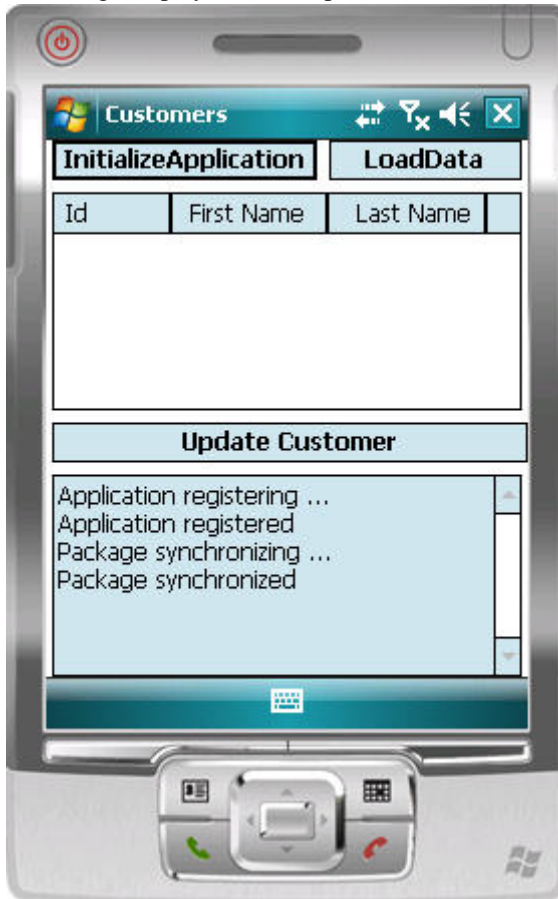 Customers
InitializeApplication LoadData
Id First Name Last Name
Update Customer
Application registering ...
Application registered
Package synchronizing ...
Package synchronized